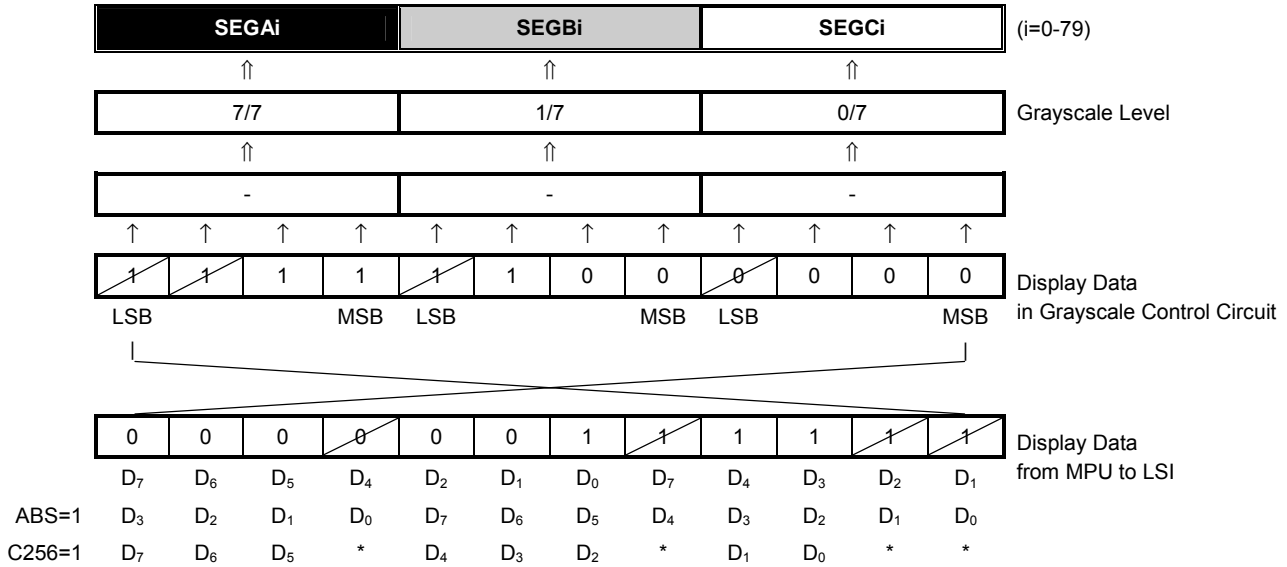 SEGAi SEGBi SEGCi (i=0-79)
⇑ ⇑ ⇑
7/7 1/7 0/7 Grayscale Level
⇑ ⇑ ⇑
- - -
↑ ↑ ↑ ↑ ↑ ↑ ↑ ↑ ↑ ↑ ↑ ↑
1 1 1 1 1 1 0 0 0 0 0 0 Display Data
LSB MSB LSB MSB LSB MSB in Grayscale Control Circuit
0 0 0 0 0 0 1 1 1 1 1 1 Display Data
D₇ D₆ D₅ D₄ D₂ D₁ D₀ D₇ D₄ D₃ D₂ D₁ from MPU to LSI
ABS=1 D₃ D₂ D₁ D₀ D₇ D₆ D₅ D₄ D₃ D₂ D₁ D₀
C256=1 D₇ D₆ D₅ * D₄ D₃ D₂ * D₁ D₀ * *